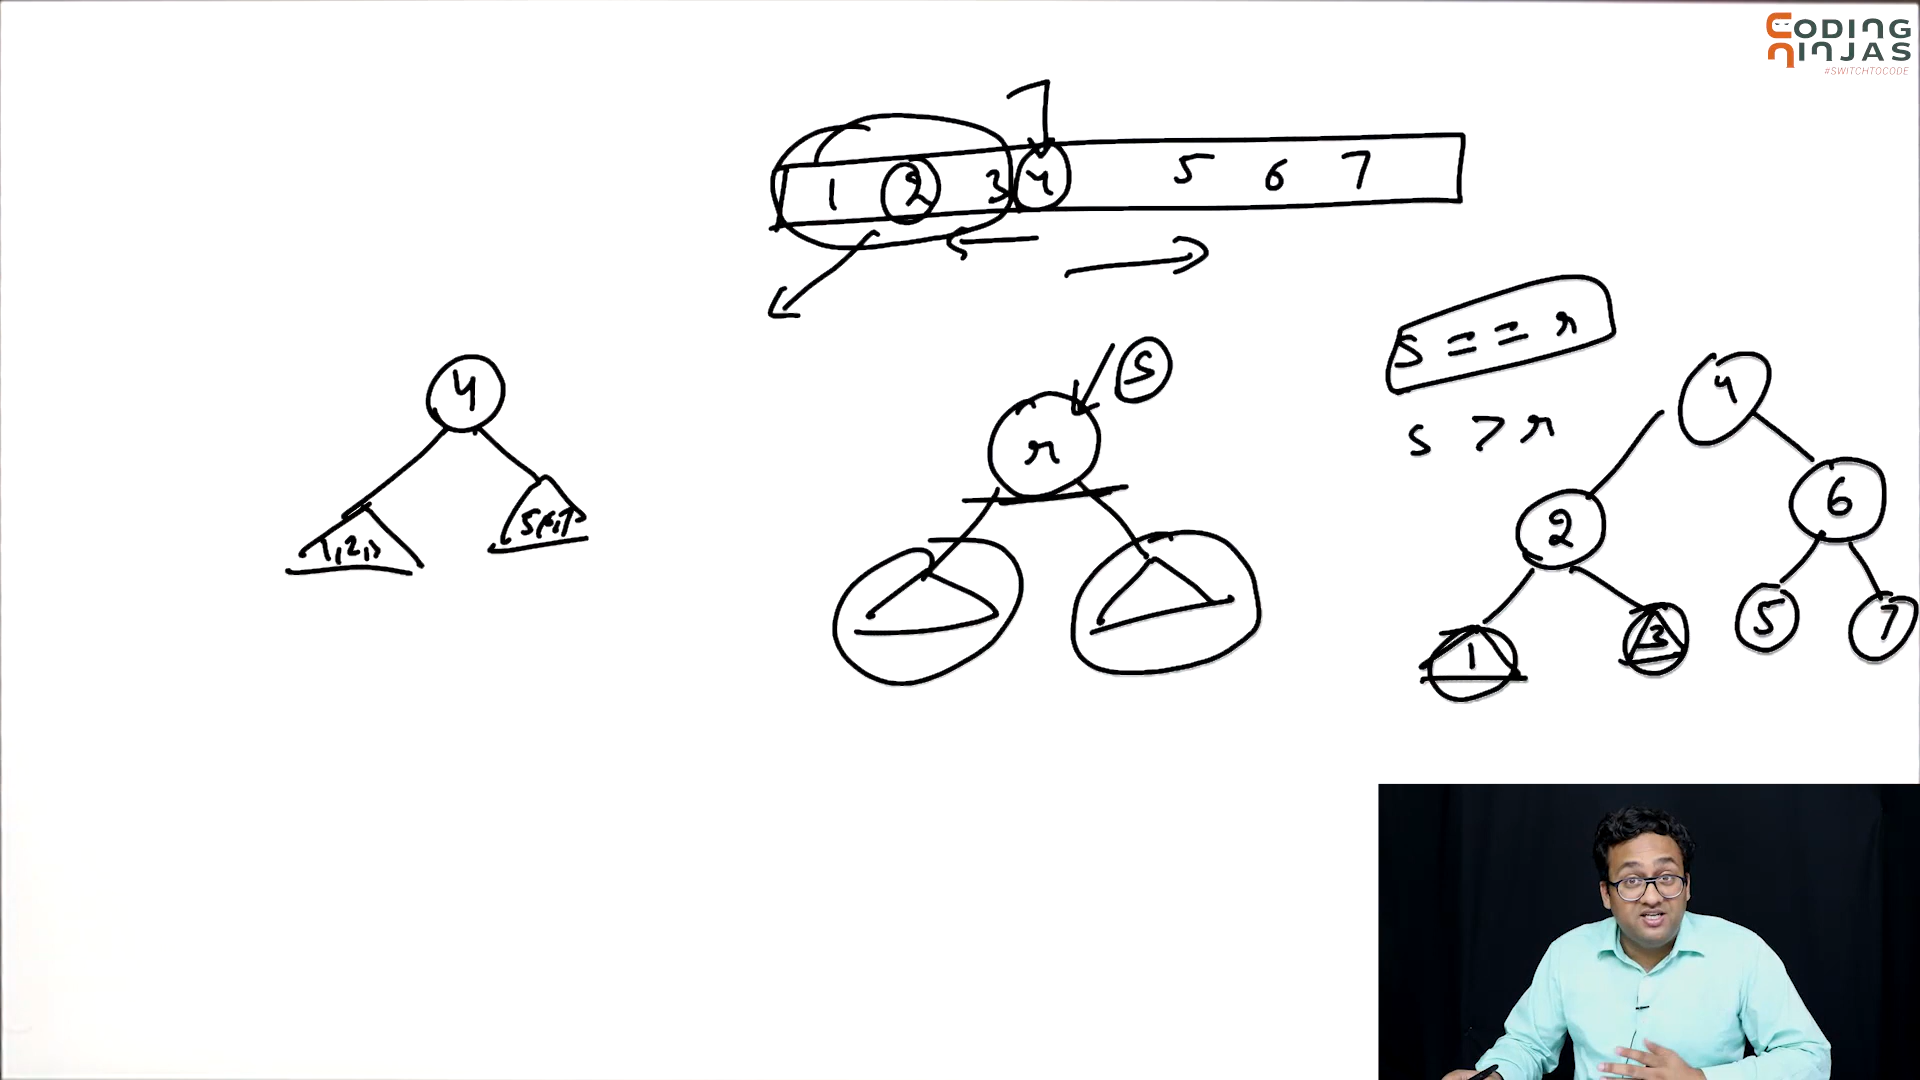 CODING
NINJAS
#SWITCHTOCODE
1 2 3 4 5 6 7
S
S == r
S > r
4
1,2,3
5,6,7
r
4
2
6
1
3
5
7